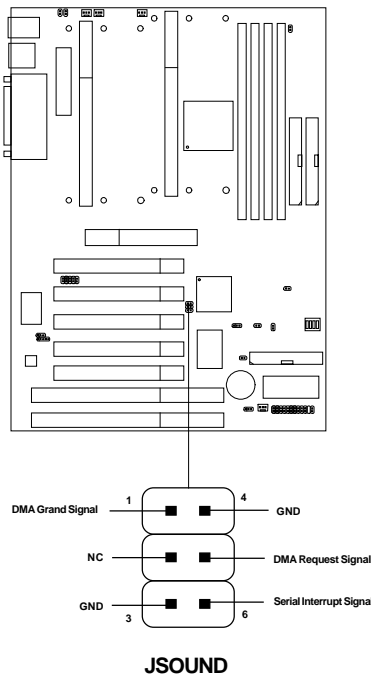 1 4
DMA Grand Signal GND
NC DMA Request Signal
GND Serial Interrupt Signa
3 6
JSOUND